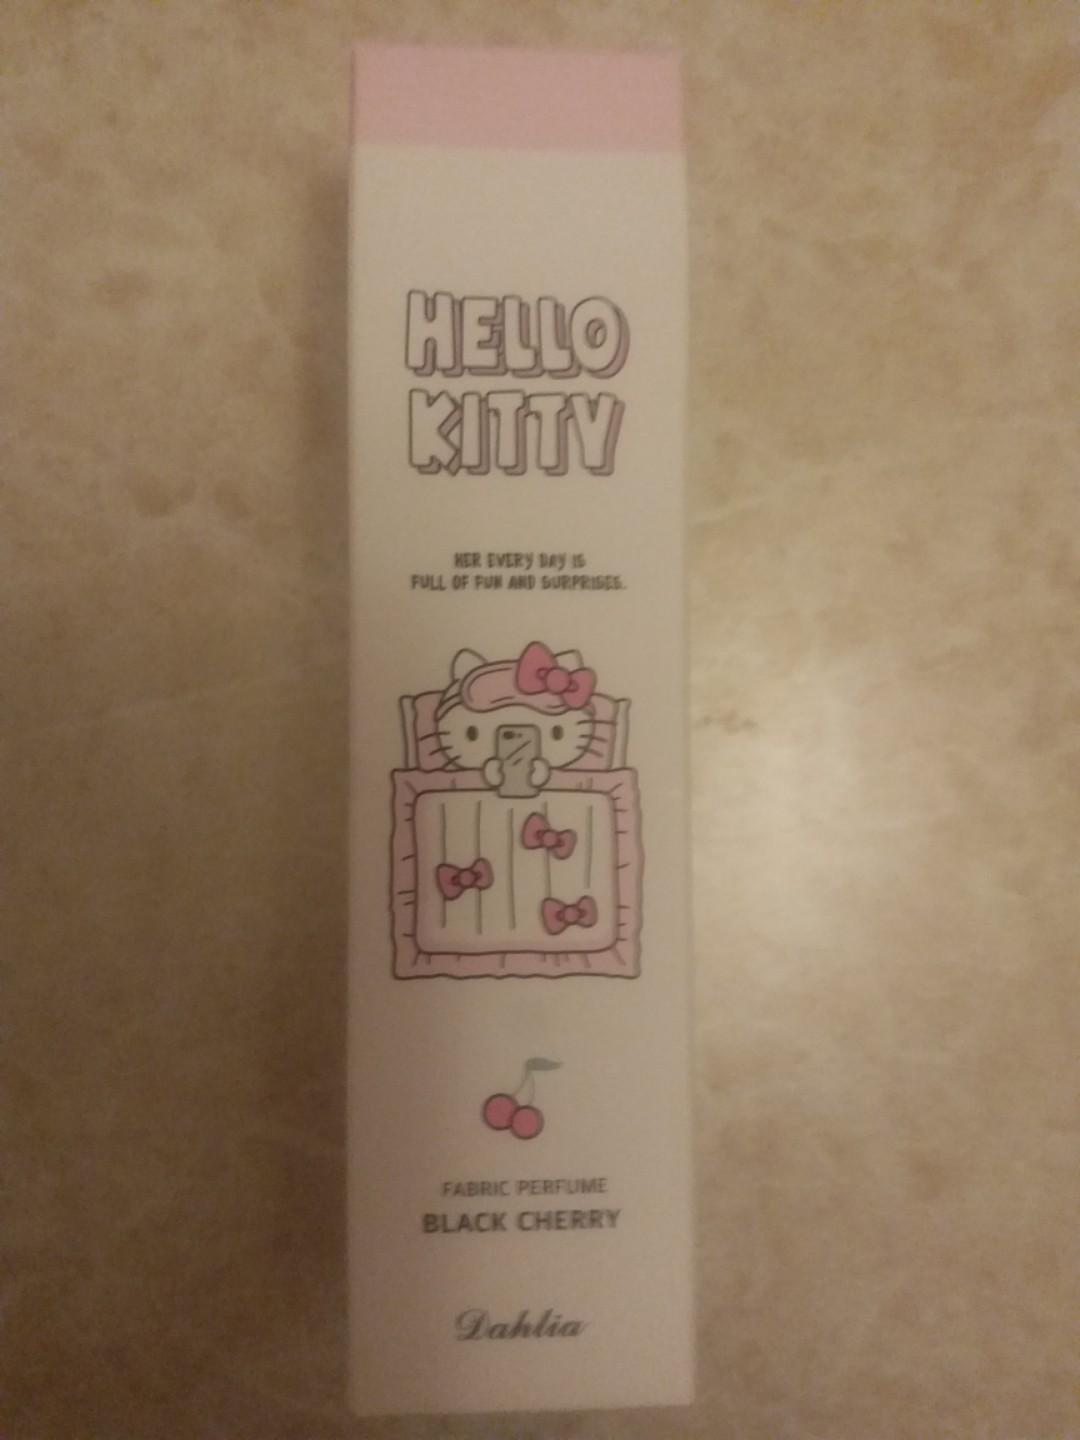 HELLO
KITTY
HER EVERY DAY IS
FULL OF FUN AND SURPRISES.
FABRIC PERFUME
BLACK CHERRY
Dahlia